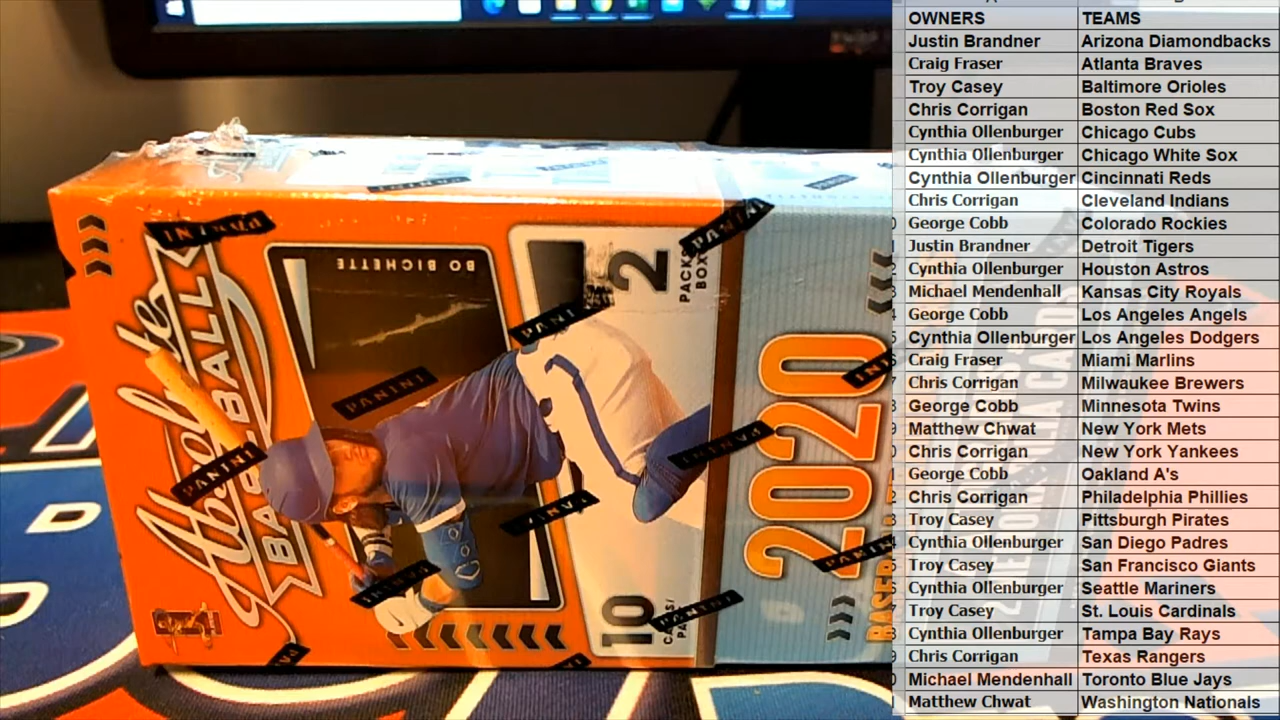 OWNERS TEAMS
Justin Brandner Arizona Diamondbacks
Craig Fraser Atlanta Braves
Troy Casey Baltimore Orioles
Chris Corrigan Boston Red Sox
Cynthia Ollenburger Chicago Cubs
Cynthia Ollenburger Chicago White Sox
Cynthia Ollenburger Cincinnati Reds
Chris Corrigan Cleveland Indians
George Cobb Colorado Rockies
Justin Brandner Detroit Tigers
Cynthia Ollenburger Houston Astros
Michael Mendenhall Kansas City Royals
George Cobb Los Angeles Angels
Cynthia Ollenburger Los Angeles Dodgers
Craig Fraser Miami Marlins
Chris Corrigan Milwaukee Brewers
George Cobb Minnesota Twins
Matthew Chwat New York Mets
Chris Corrigan New York Yankees
George Cobb Oakland A's
Chris Corrigan Philadelphia Phillies
Troy Casey Pittsburgh Pirates
Cynthia Ollenburger San Diego Padres
Troy Casey San Francisco Giants
Cynthia Ollenburger Seattle Mariners
Troy Casey St. Louis Cardinals
Cynthia Ollenburger Tampa Bay Rays
Chris Corrigan Texas Rangers
Michael Mendenhall Toronto Blue Jays
Matthew Chwat Washington Nationals
Absolute
BASEBALL
BO BICHETTE
2
PACKS
BOX
10
2020
PANINI
PANINI
PANINI
PANINI
PANINI
PANINI
PANINI